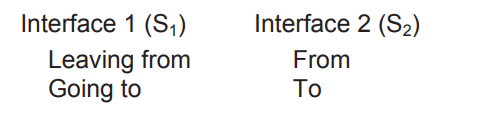 Interface 1 (S₁) Interface 2 (S₂)
Leaving from From
Going to To